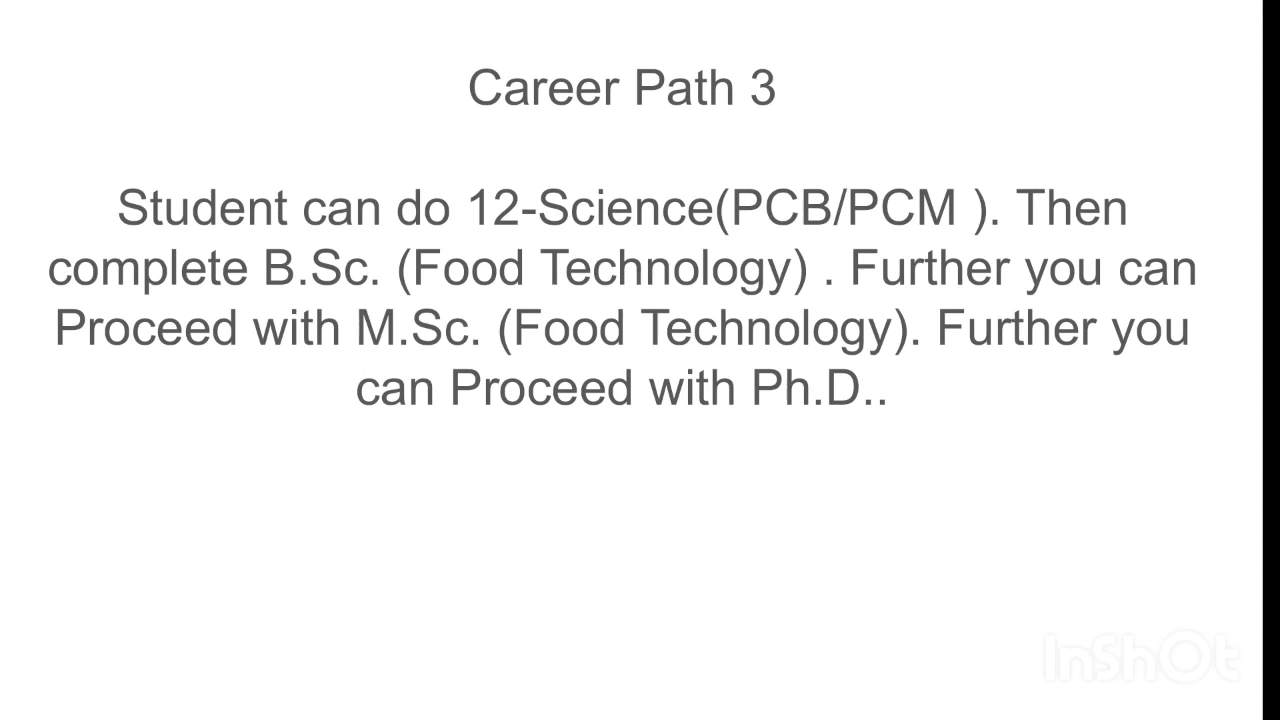 Career Path 3
Student can do 12-Science(PCB/PCM ). Then
complete B.Sc. (Food Technology) . Further you can
Proceed with M.Sc. (Food Technology). Further you
can Proceed with Ph.D..
InShOt